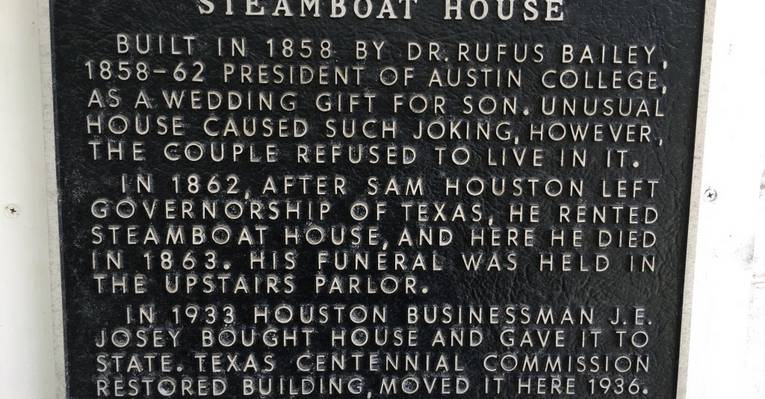 STEAMBOAT HOUSE
BUILT IN 1858 BY DR. RUFUS BAILEY,
1858-62 PRESIDENT OF AUSTIN COLLEGE,
AS A WEDDING GIFT FOR SON. UNUSUAL
HOUSE CAUSED SUCH JOKING, HOWEVER,
THE COUPLE REFUSED TO LIVE IN IT.
IN 1862, AFTER SAM HOUSTON LEFT
GOVERNORSHIP OF TEXAS, HE RENTED
STEAMBOAT HOUSE, AND HERE HE DIED
IN 1863. HIS FUNERAL WAS HELD IN
THE UPSTAIRS PARLOR.
IN 1933 HOUSTON BUSINESSMAN J.E.
JOSEY BOUGHT HOUSE AND GAVE IT TO
STATE. TEXAS CENTENNIAL COMMISSION
RESTORED BUILDING, MOVED IT HERE 1936.